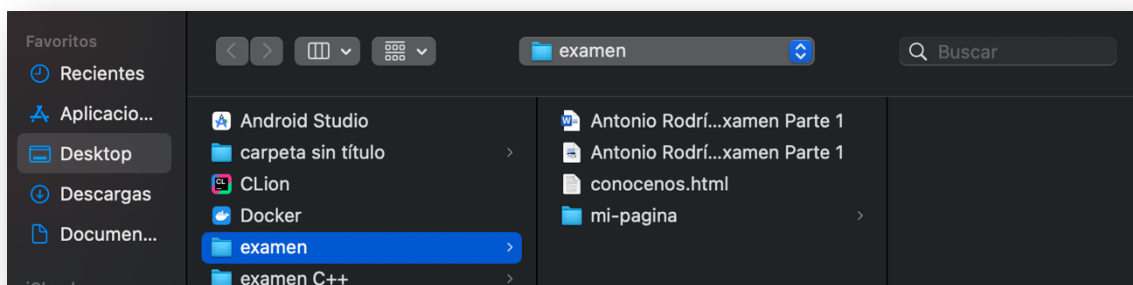 Favoritos
Recientes
Aplicacio...
Desktop
Descargas
Documen...
examen
Buscar
Android Studio
carpeta sin título
CLion
Docker
examen
examen C++
Antonio Rodrí...xamen Parte 1
Antonio Rodrí...xamen Parte 1
conocenos.html
mi-pagina